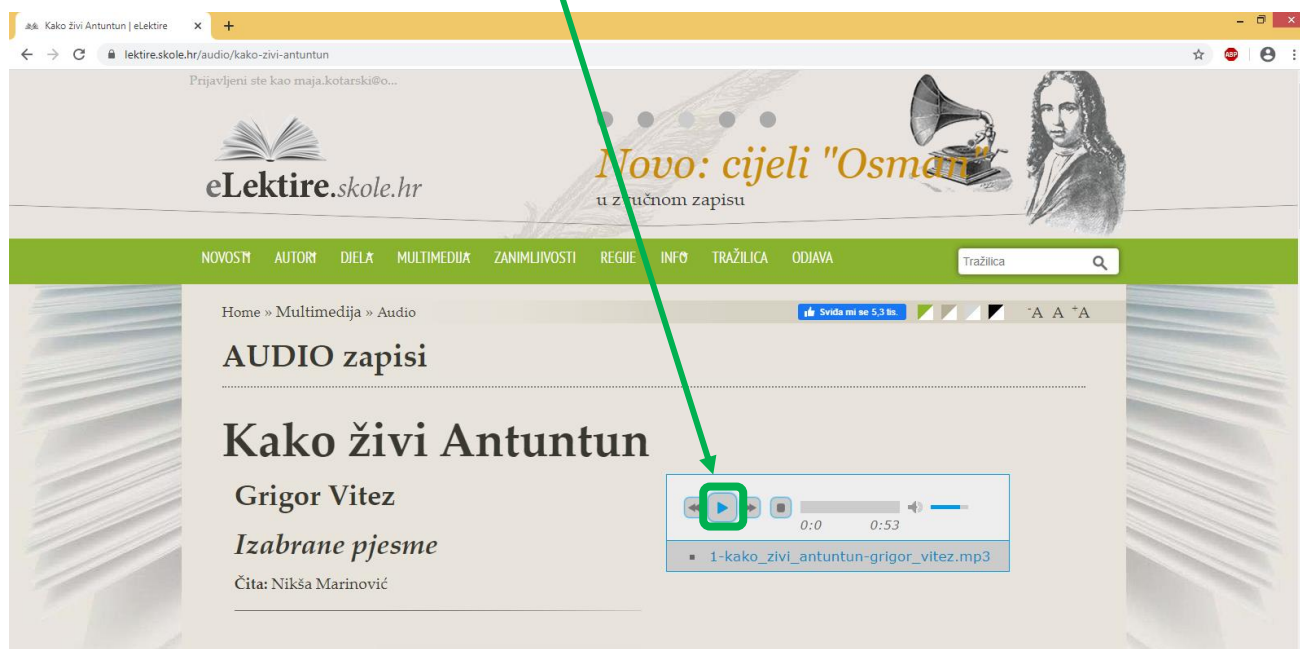 Kako živi Antuntun | eLektire
lektire.skole.hr/audio/kako-zivi-antuntun
ABP
Prijavljeni ste kao maja.kotarski@o...
eLektire.skole.hr
Novo: cijeli "Osman"
u zvučnom zapisu
NOVOSTI AUTORI DJELA MULTIMEDIJA ZANIMLJIVOSTI REGIJE INFO TRAŽILICA ODJAVA Tražilica
Home » Multimedija » Audio
Sviđa mi se 5,3 tis.
-A A +A
AUDIO zapisi
Kako živi Antuntun
Grigor Vitez
Izabrane pjesme
Čita: Nikša Marinović
0:0 0:53
1-kako_zivi_antuntun-grigor_vitez.mp3